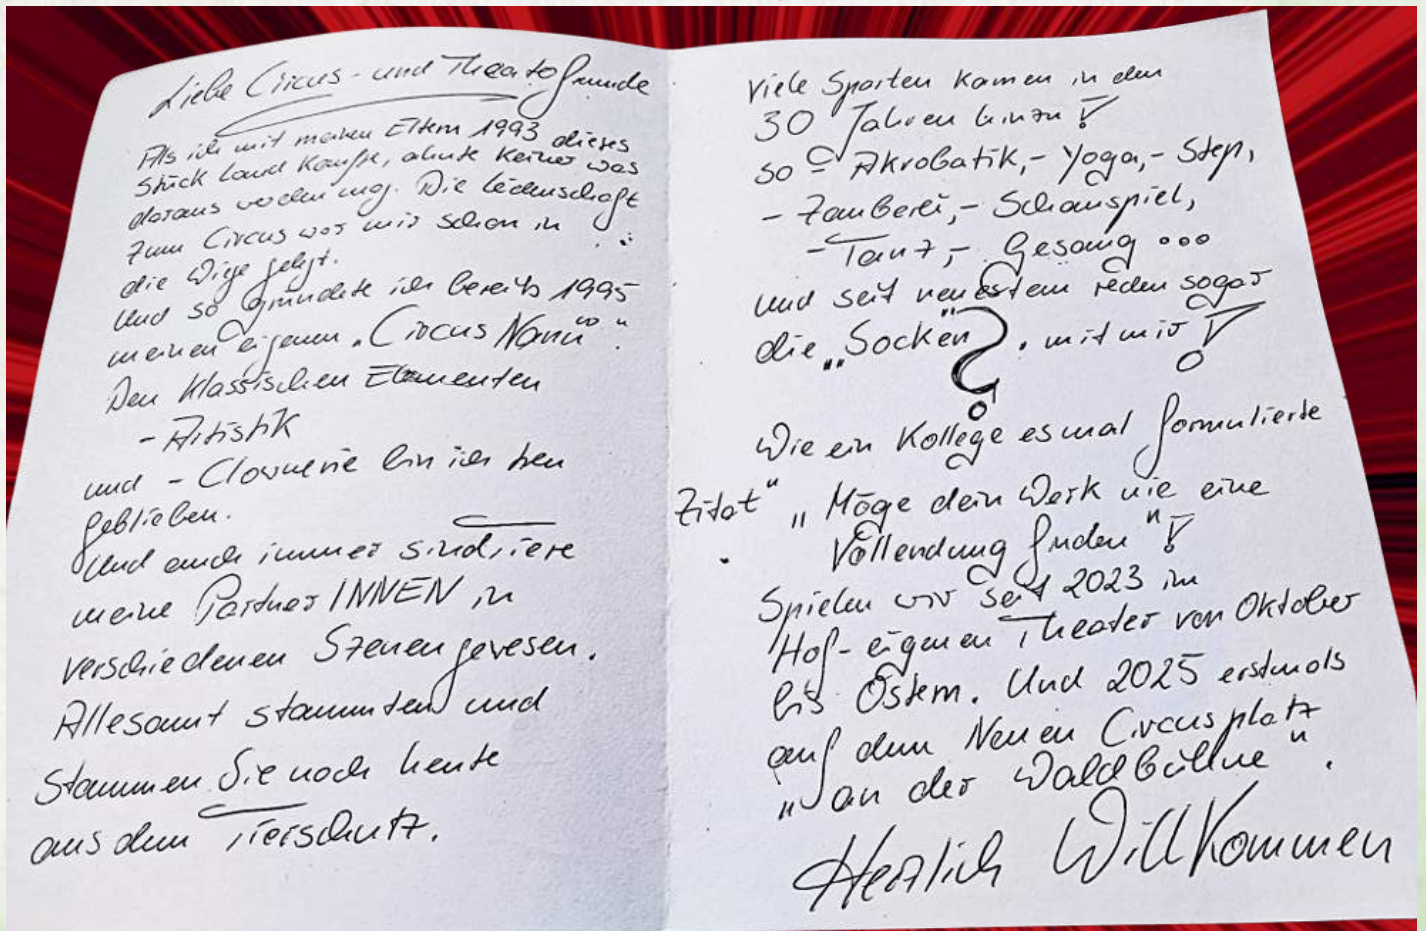 Liebe Circus- und Theaterfreunde
Als ich mit meinen Eltern 1993 dieses
Stück Land kaufte, ahnte keiner was
daraus werden mag. Die Leidenschaft
zum Circus war mir schon in
die Wiege gelegt.
Und so gründete ich bereits 1995
meinen eigenen „Circus Nanu“.
Den klassischen Elementen
- Artistik
und - Clownerie bin ich treu
geblieben.
Und auch immer sind Tiere
meine PartnerINNEN in
verschiedenen Szenen gewesen.
Allesamt stammten und
stammen Sie noch heute
aus dem Tierschutz.
Viele Sparten kamen in den
30 Jahren hinzu!
so - Akrobatik, - Yoga, - Step,
- Zauberei, - Schauspiel,
- Tanz, - Gesang ...
und seit neuestem reden sogar
die „Socken“? mit mir!
Wie ein Kollege es mal formulierte
Zitat" „Möge dein Werk nie eine
Vollendung finden“!
Spielen wir seit 2023 im
Hof-eigenen Theater von Oktober
bis Ostern. Und 2025 erstmals
auf dem Neuen Circusplatz
„an der Waldbühne“.
Herzlich Willkommen